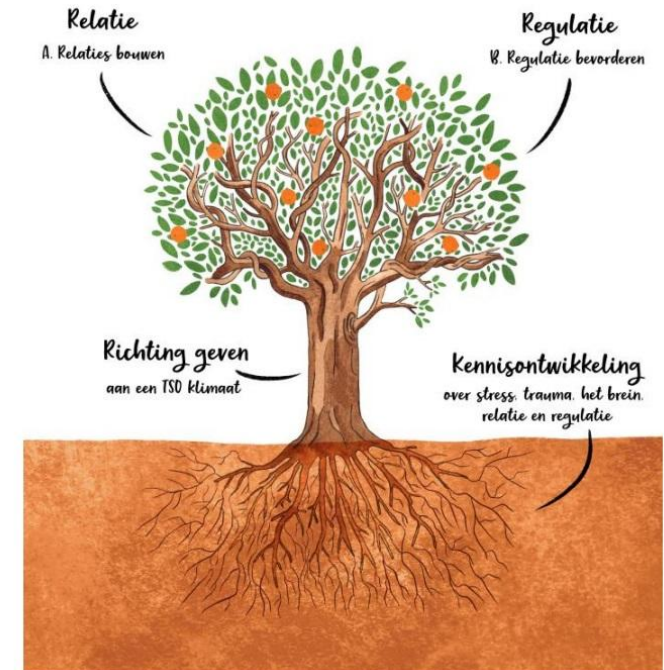 Relatie
A. Relaties bouwen
Regulatie
B. Regulatie bevorderen
Richting geven
aan een TSO klimaat
Kennisontwikkeling
over stress, trauma, het brein,
relatie en regulatie